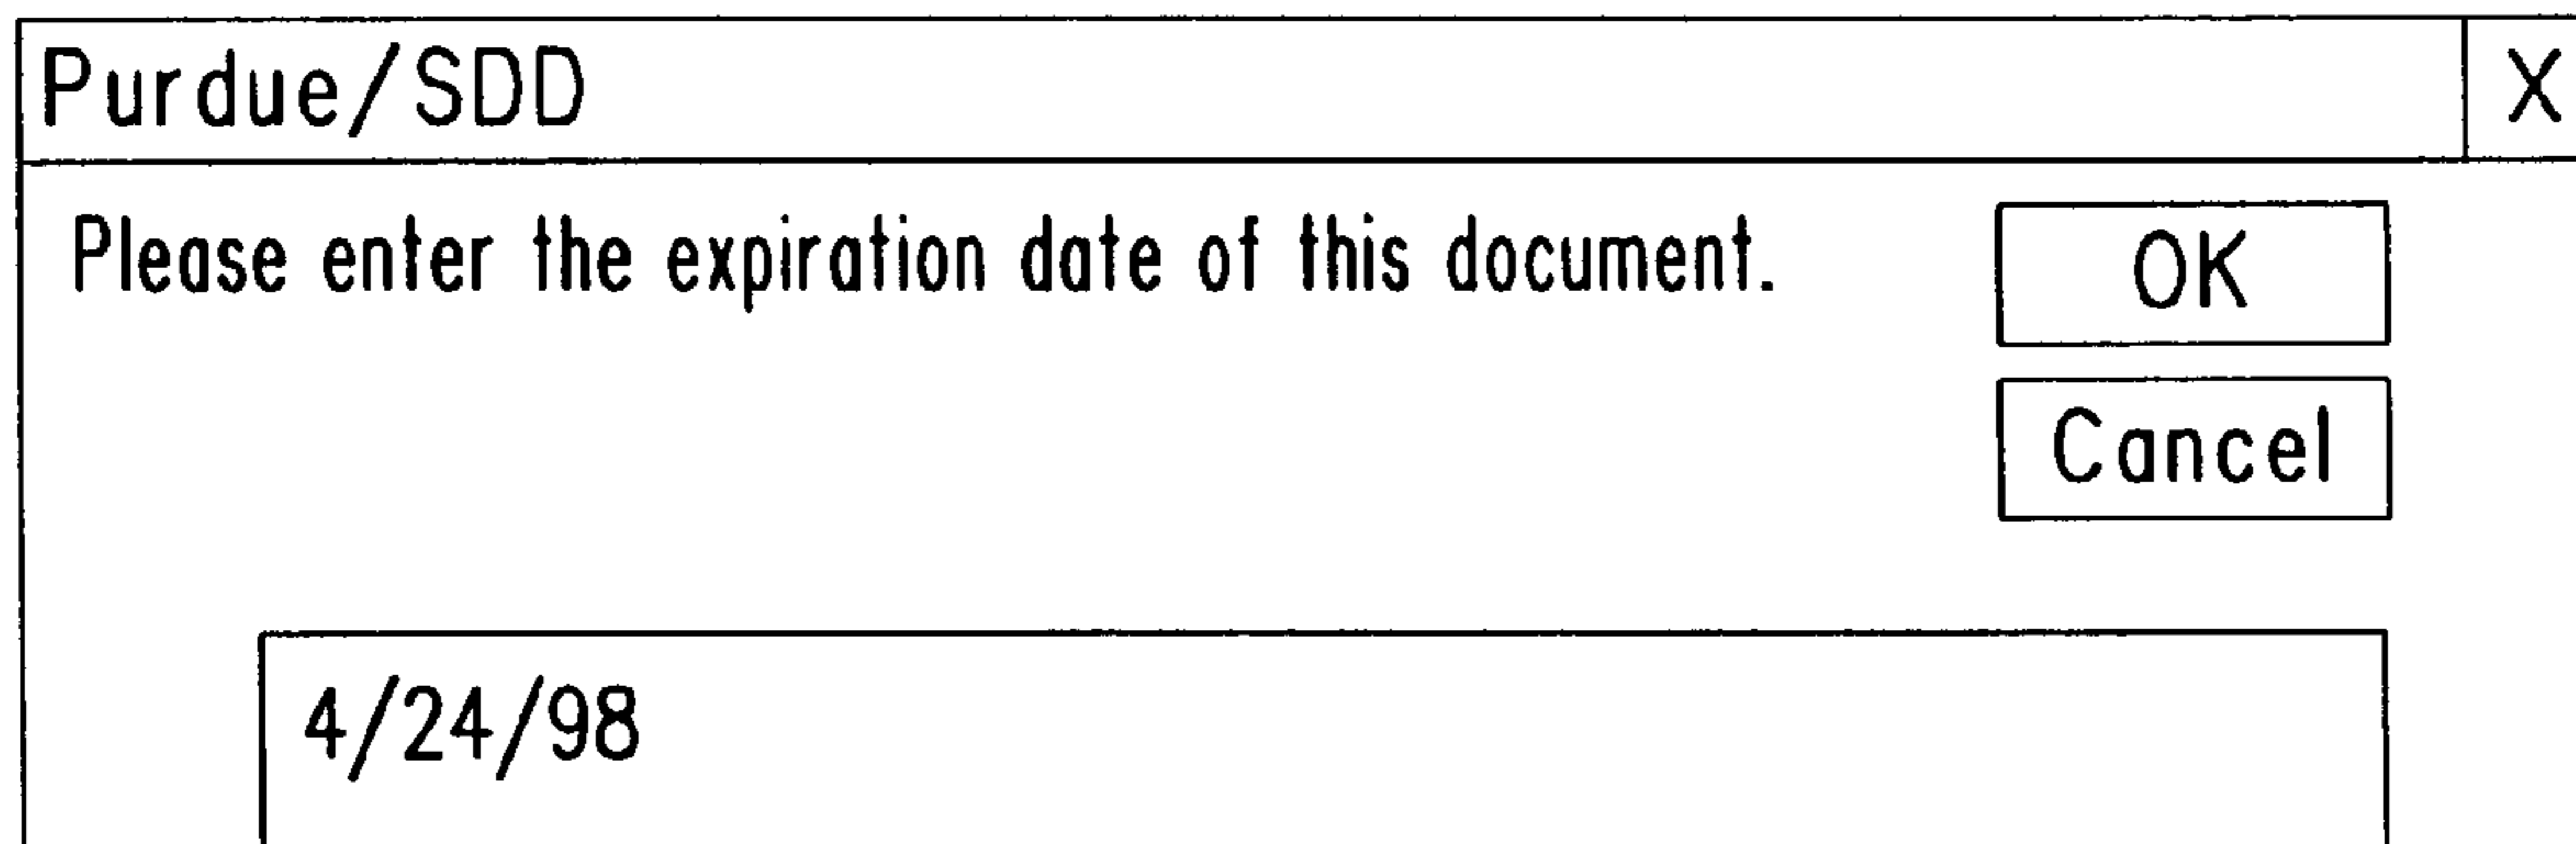 Purdue/SDD X
Please enter the expiration date of this document. OK
Cancel
4/24/98